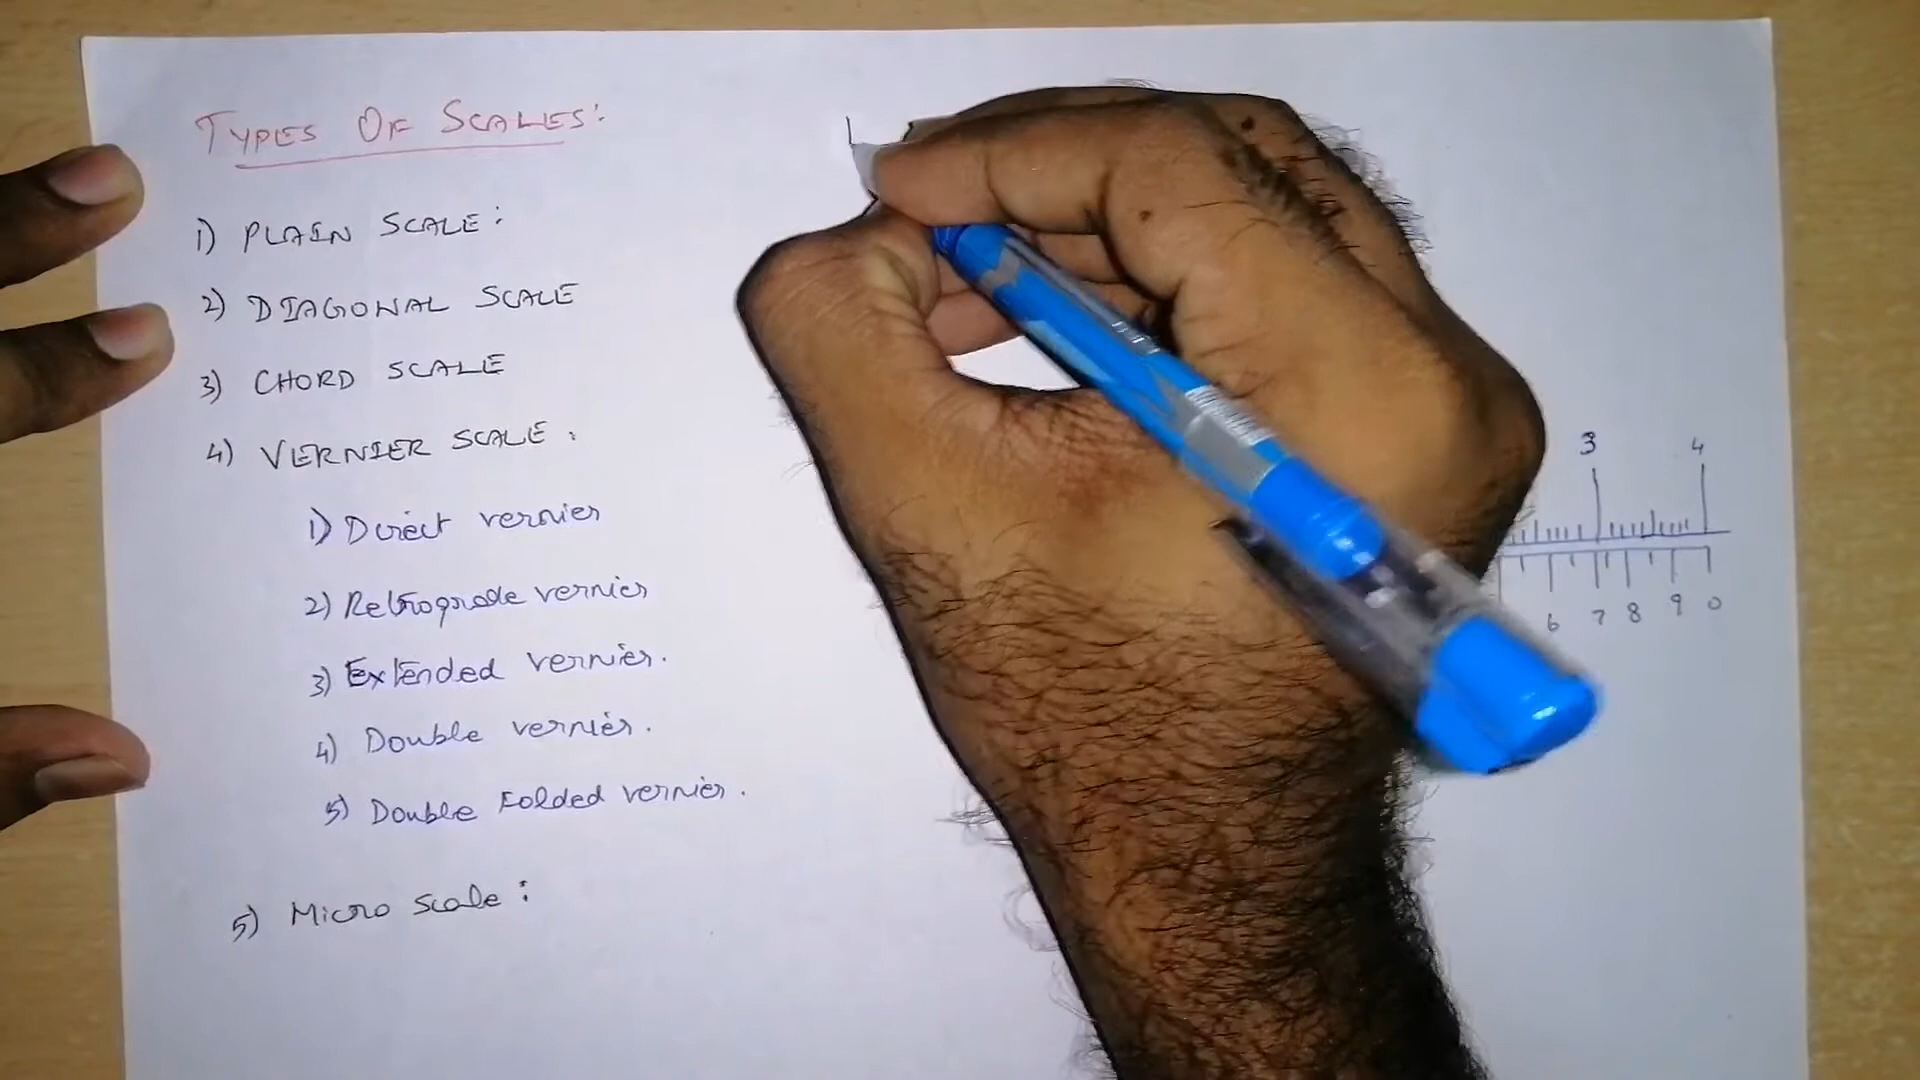 TYPES OF SCALES:
1) PLAIN SCALE:
2) DIAGONAL SCALE
3) CHORD SCALE
4) VERNIER SCALE:
1) Direct vernier
2) Retrograde vernier
3) Extended vernier.
4) Double vernier.
5) Double Folded vernier.
5) Micro scale:
3 4
6 7 8 9 0